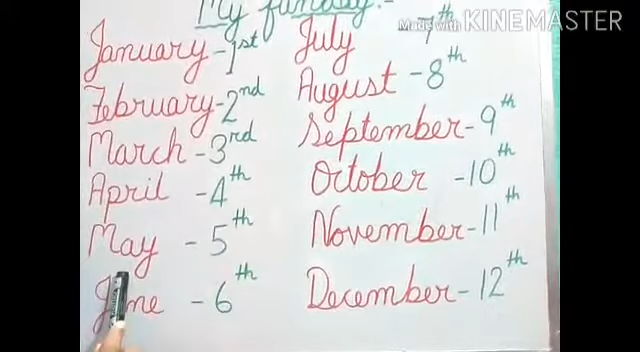 My funday:-
January - 1st
February - 2nd
March - 3rd
April - 4th
May - 5th
June - 6th
July - 7th
August - 8th
September - 9th
October - 10th
November - 11th
December - 12th
Made with KINEMASTER